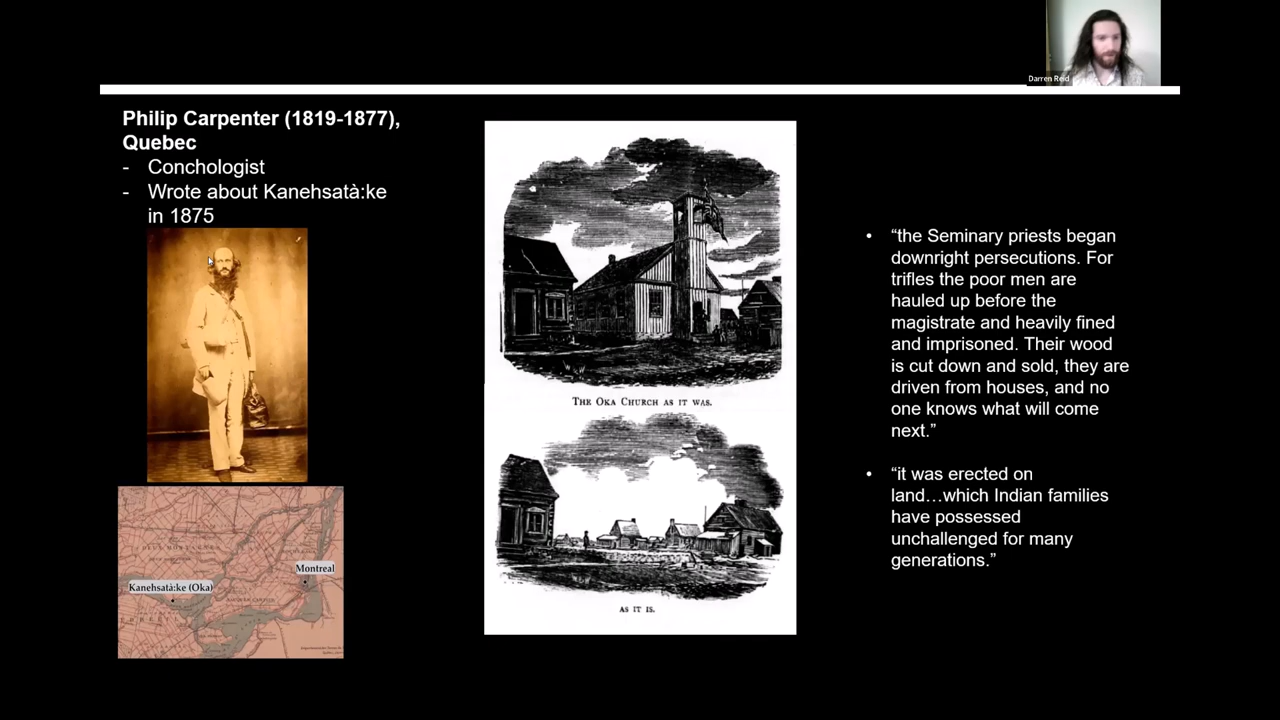 Darren Reid
Philip Carpenter (1819-1877),
Quebec
- Conchologist
- Wrote about Kanehsatà:ke
in 1875
Kanehsatà:ke (Oka)
Montreal
THE OKA CHURCH AS IT WAS.
AS IT IS.
• “the Seminary priests began
downright persecutions. For
trifles the poor men are
hauled up before the
magistrate and heavily fined
and imprisoned. Their wood
is cut down and sold, they are
driven from houses, and no
one knows what will come
next.”
• “it was erected on
land…which Indian families
have possessed
unchallenged for many
generations.”